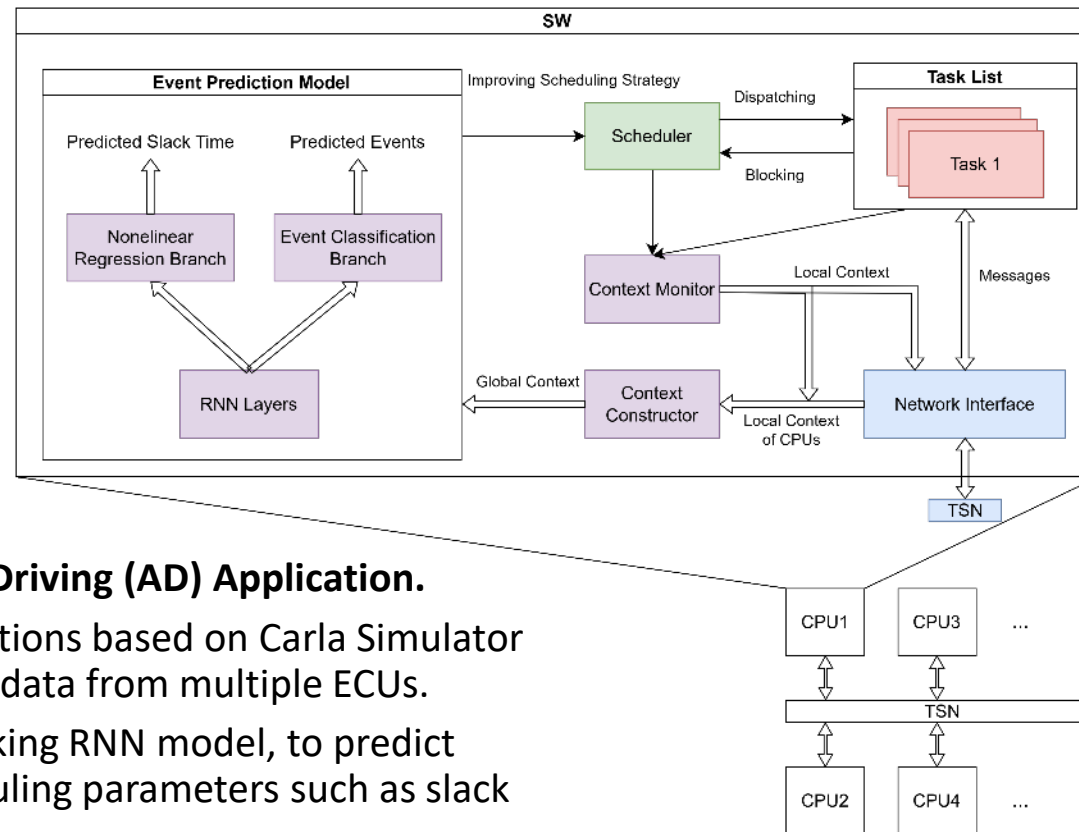 SW
Event Prediction Model
Improving Scheduling Strategy
Task List
Dispatching
Predicted Slack Time
Predicted Events
Scheduler
Task 1
Blocking
Nonelinear
Regression Branch
Event Classification
Branch
Context Monitor
Local Context
Messages
RNN Layers
Global Context
Context
Constructor
Local Context
of CPUs
Network Interface
TSN
Driving (AD) Application.
tions based on Carla Simulator
data from multiple ECUs.
king RNN model, to predict
uling parameters such as slack
CPU1
CPU3
...
TSN
CPU2
CPU4
...